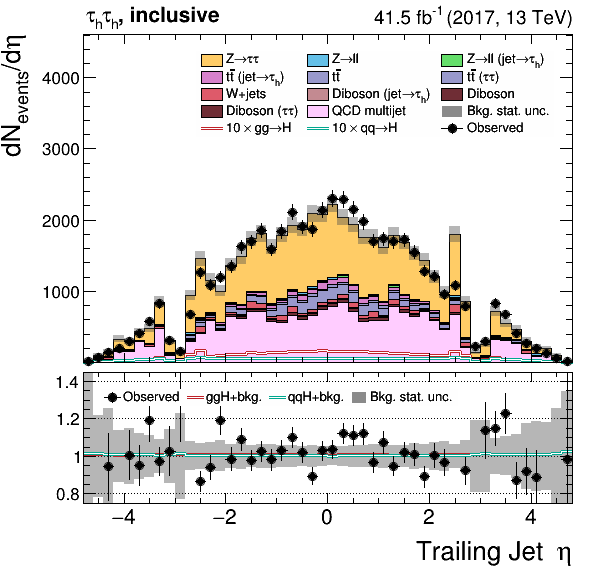 τhτh, inclusive 41.5 fb⁻¹ (2017, 13 TeV)
dNevents/dη
4000
3000
2000
1000
Z→ττ Z→ll Z→ll (jet→τh)
tt̄ (jet→τh) tt̄ tt̄ (ττ)
W+jets Diboson (jet→τh) Diboson
Diboson (ττ) QCD multijet Bkg. stat. unc.
10 × gg→H 10 × qq→H Observed
1.4
1.2
1
0.8
Observed ggH+bkg. qqH+bkg. Bkg. stat. unc.
−4 −2 0 2 4
Trailing Jet η